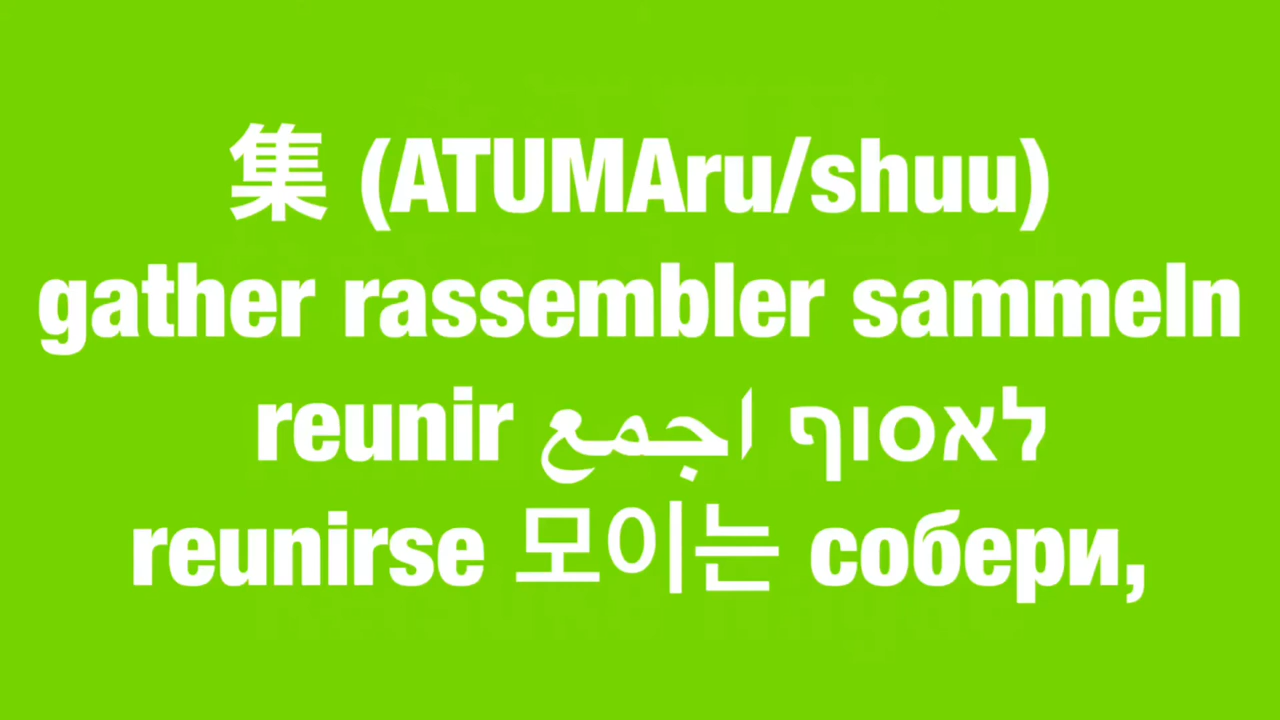 集 (ATUMAru/shuu)
gather rassembler sammeln
reunir اجمع לאסוף
reunirse 모이는 собери,